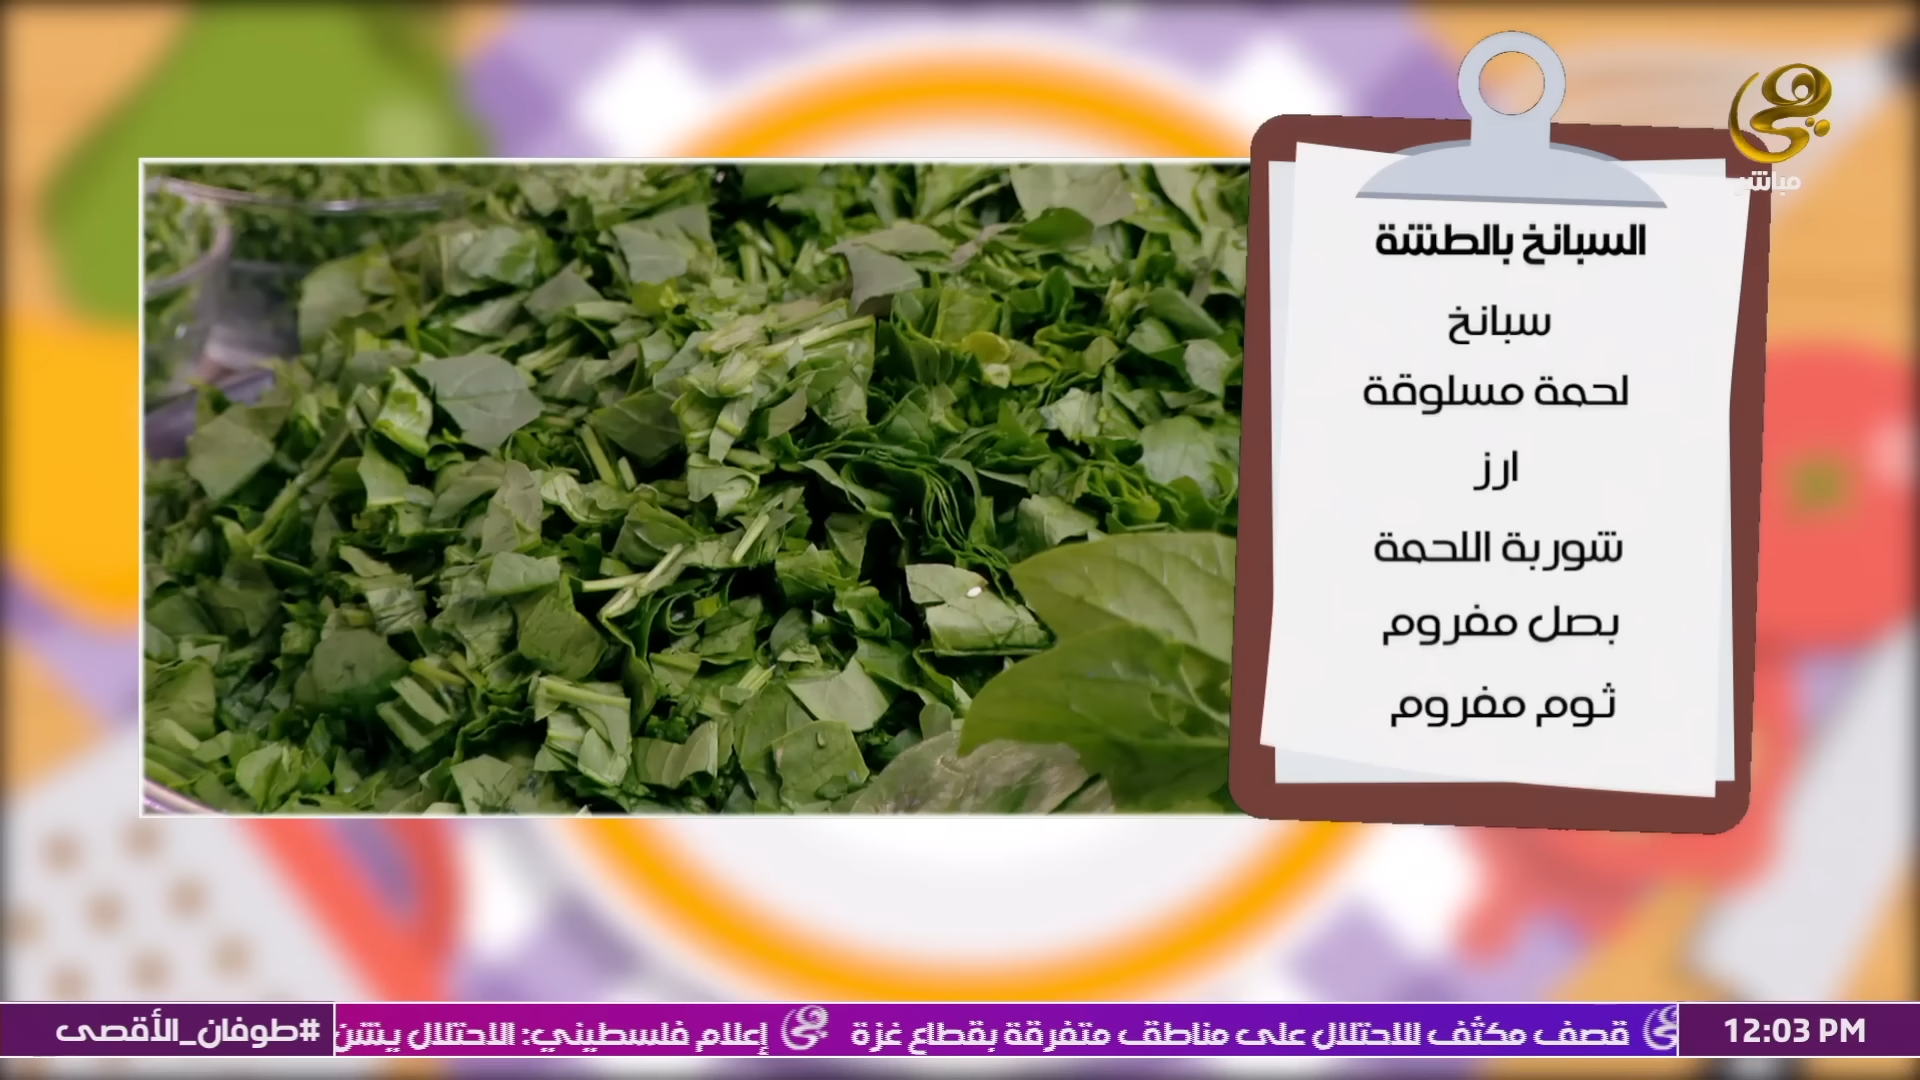 مباشر
السبانخ بالطشة
سبانخ
لحمة مسلوقة
ارز
شوربة اللحمة
بصل مفروم
ثوم مفروم
12:03 PM
قصف مكثف للاحتلال على مناطق متفرقة بقطاع غزة
إعلام فلسطيني: الاحتلال يشن
#طوفان_الأقصى